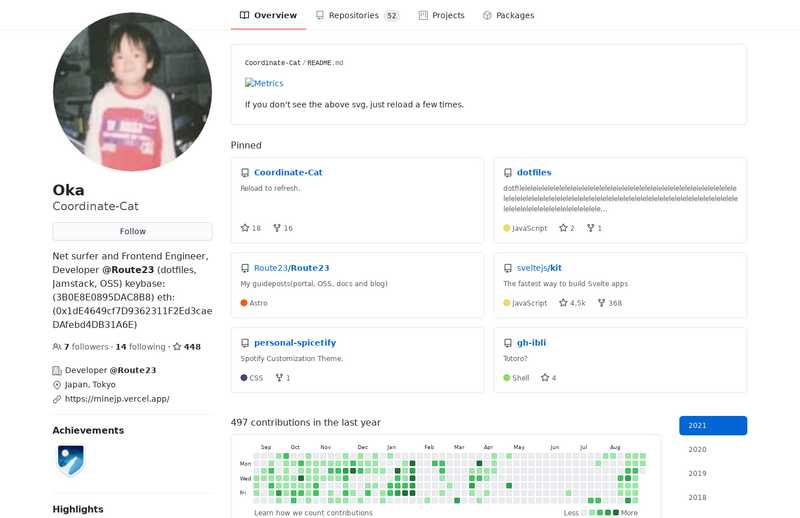 Overview
Repositories 52
Projects
Packages
Oka
Coordinate-Cat
Follow
Net surfer and Frontend Engineer,
Developer @Route23 (dotfiles,
Jamstack, OSS) keybase:
(3B0E8E0895DAC8B8) eth:
(0x1dE4649cf7D9362311F2Ed3cae
DAfebd4DB31A6E)
7 followers · 14 following · 448
Developer @Route23
Japan, Tokyo
https://minejp.vercel.app/
Achievements
Highlights
Coordinate-Cat/README.md
Metrics
If you don't see the above svg, just reload a few times.
Pinned
Coordinate-Cat
Reload to refresh.
18 16
dotfiles
JavaScript 2 1
Route23/Route23
My guideposts(portal, OSS, docs and blog)
Astro
sveltejs/kit
The fastest way to build Svelte apps
JavaScript 4.5k 368
personal-spicetify
Spotify Customization Theme.
CSS 1
gh-ibli
Totoro?
Shell 4
497 contributions in the last year
Sep Oct Nov Dec Jan Feb Mar Apr May Jun Jul Aug
Mon
Wed
Fri
Learn how we count contributions
Less More
2021
2020
2019
2018